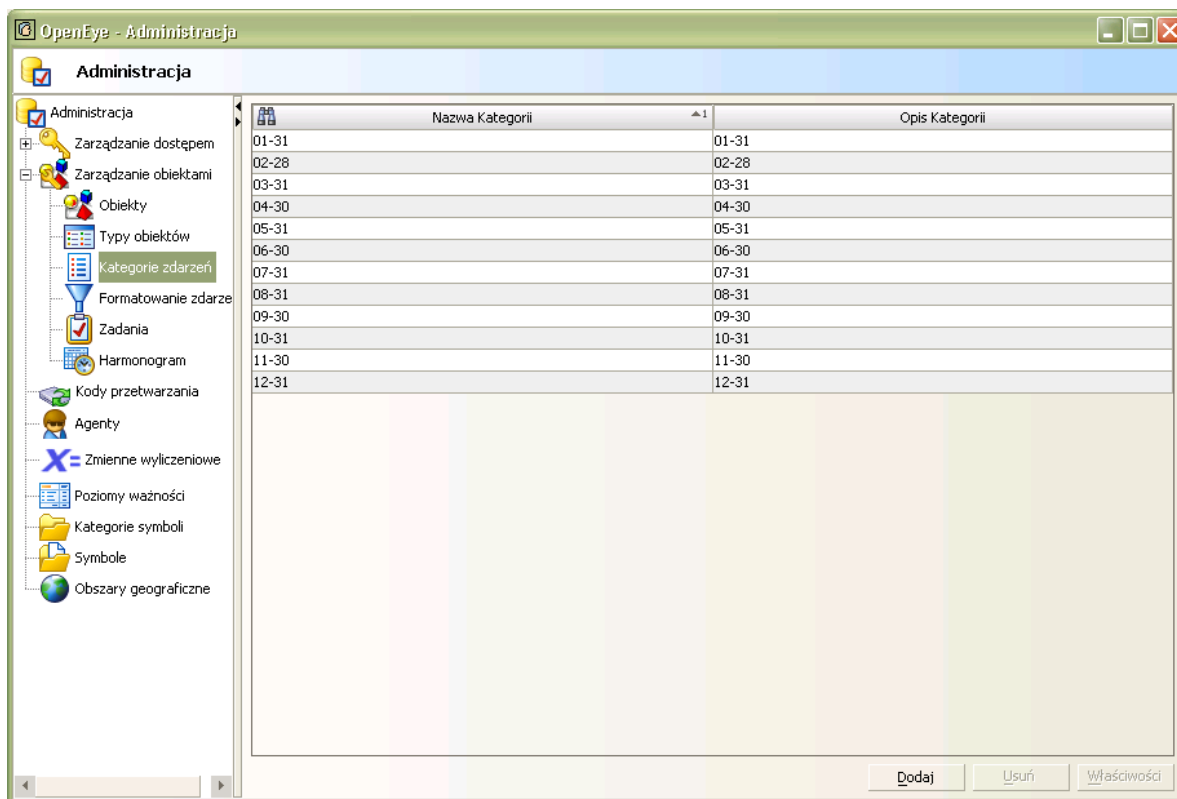 OpenEye - Administracja
Administracja
Administracja
Zarządzanie dostępem
Zarządzanie obiektami
Obiekty
Typy obiektów
Kategorie zdarzeń
Formatowanie zdarze
Zadania
Harmonogram
Kody przetwarzania
Agenty
Zmienne wyliczeniowe
Poziomy ważności
Kategorie symboli
Symbole
Obszary geograficzne
Nazwa Kategorii 1 Opis Kategorii
01-31 01-31
02-28 02-28
03-31 03-31
04-30 04-30
05-31 05-31
06-30 06-30
07-31 07-31
08-31 08-31
09-30 09-30
10-31 10-31
11-30 11-30
12-31 12-31
Dodaj Usuń Właściwości